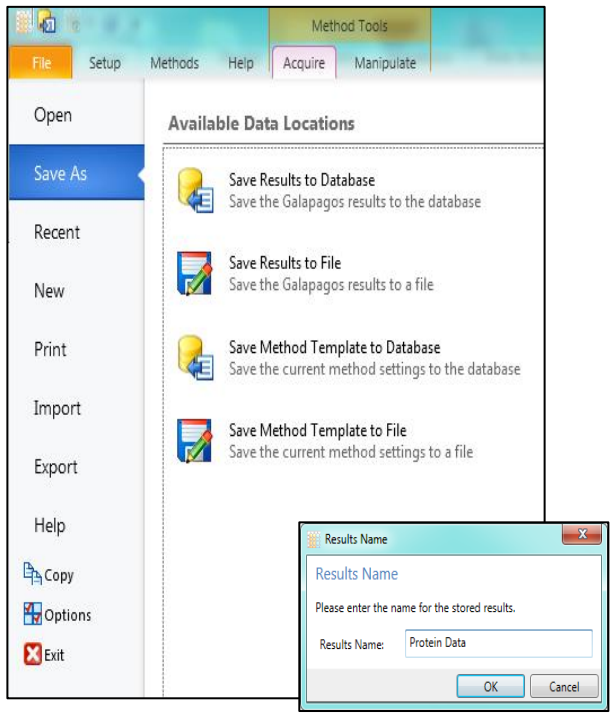 Method Tools
File Setup Methods Help Acquire Manipulate
Open
Save As
Recent
New
Print
Import
Export
Help
Copy
Options
Exit
Available Data Locations
Save Results to Database
Save the Galapagos results to the database
Save Results to File
Save the Galapagos results to a file
Save Method Template to Database
Save the current method settings to the database
Save Method Template to File
Save the current method settings to a file
Results Name
Results Name
Please enter the name for the stored results.
Results Name: Protein Data
OK Cancel